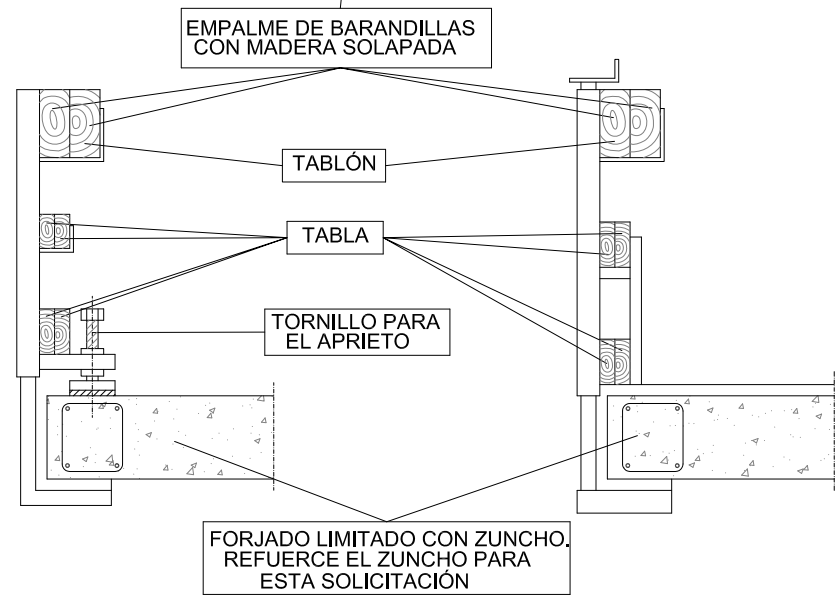 EMPALME DE BARANDILLAS
CON MADERA SOLAPADA
TABLÓN
TABLA
TORNILLO PARA
EL APRIETO
FORJADO LIMITADO CON ZUNCHO.
REFUERCE EL ZUNCHO PARA
ESTA SOLICITACIÓN